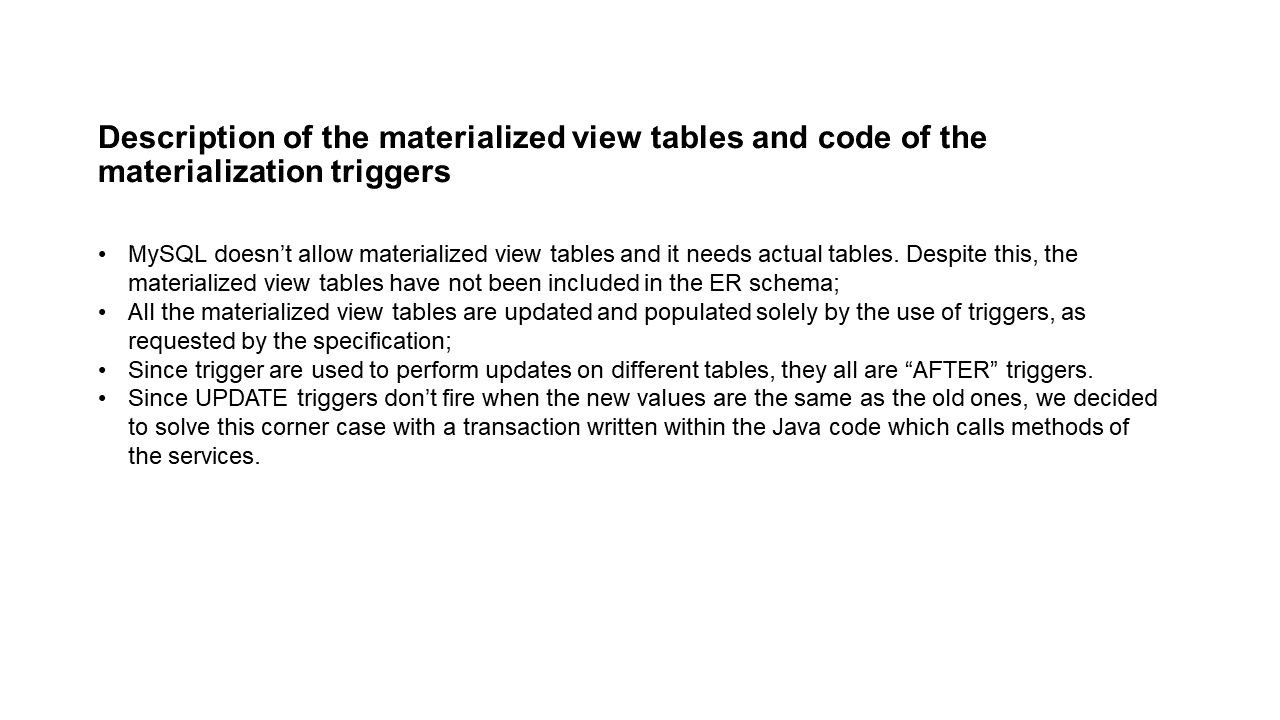 Description of the materialized view tables and code of the
materialization triggers
• MySQL doesn’t allow materialized view tables and it needs actual tables. Despite this, the
materialized view tables have not been included in the ER schema;
• All the materialized view tables are updated and populated solely by the use of triggers, as
requested by the specification;
• Since trigger are used to perform updates on different tables, they all are “AFTER” triggers.
• Since UPDATE triggers don’t fire when the new values are the same as the old ones, we decided
to solve this corner case with a transaction written within the Java code which calls methods of
the services.